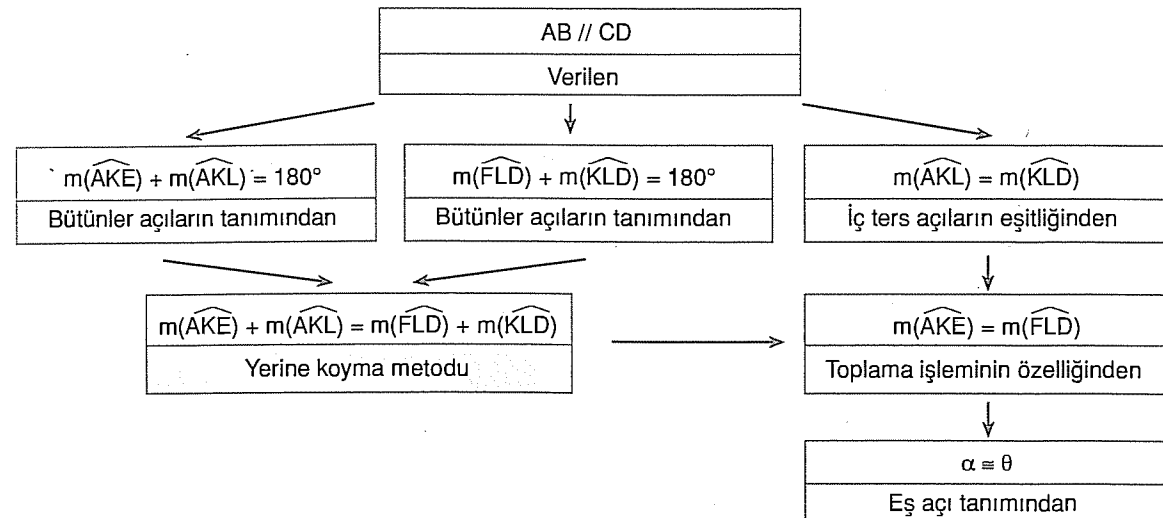 AB // CD
Verilen
m(AKE) + m(AKL) = 180°
Bütünler açıların tanımından
m(FLD) + m(KLD) = 180°
Bütünler açıların tanımından
m(AKL) = m(KLD)
İç ters açıların eşitliğinden
m(AKE) + m(AKL) = m(FLD) + m(KLD)
Yerine koyma metodu
m(AKE) = m(FLD)
Toplama işleminin özelliğinden
α ≅ θ
Eş açı tanımından